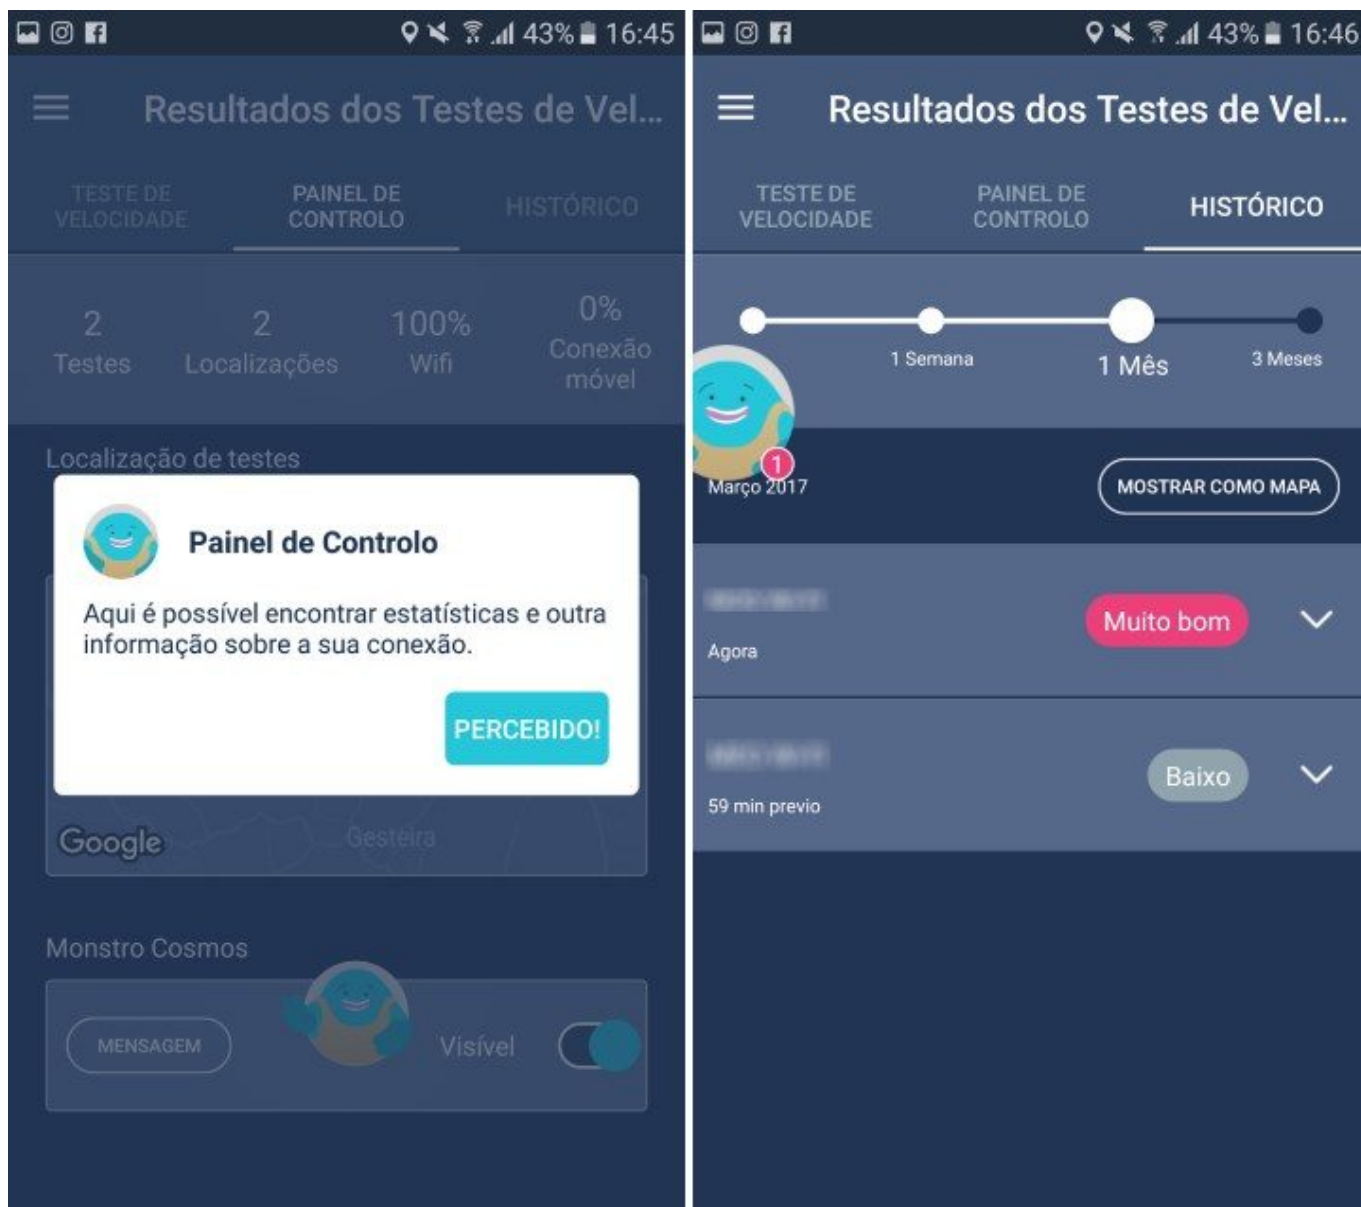 43% 16:45
Resultados dos Testes de Vel...
TESTE DE
VELOCIDADE
PAINEL DE
CONTROLO
HISTÓRICO
2
Testes
2
Localizações
100%
Wifi
0%
Conexão
móvel
Localização de testes
Painel de Controlo
Aqui é possível encontrar estatísticas e outra
informação sobre a sua conexão.
PERCEBIDO!
Google
Gesteira
Monstro Cosmos
MENSAGEM
Visível
43% 16:46
Resultados dos Testes de Vel...
TESTE DE
VELOCIDADE
PAINEL DE
CONTROLO
HISTÓRICO
1 Semana
1 Mês
3 Meses
1
Março 2017
MOSTRAR COMO MAPA
Muito bom
Agora
Baixo
59 min previo